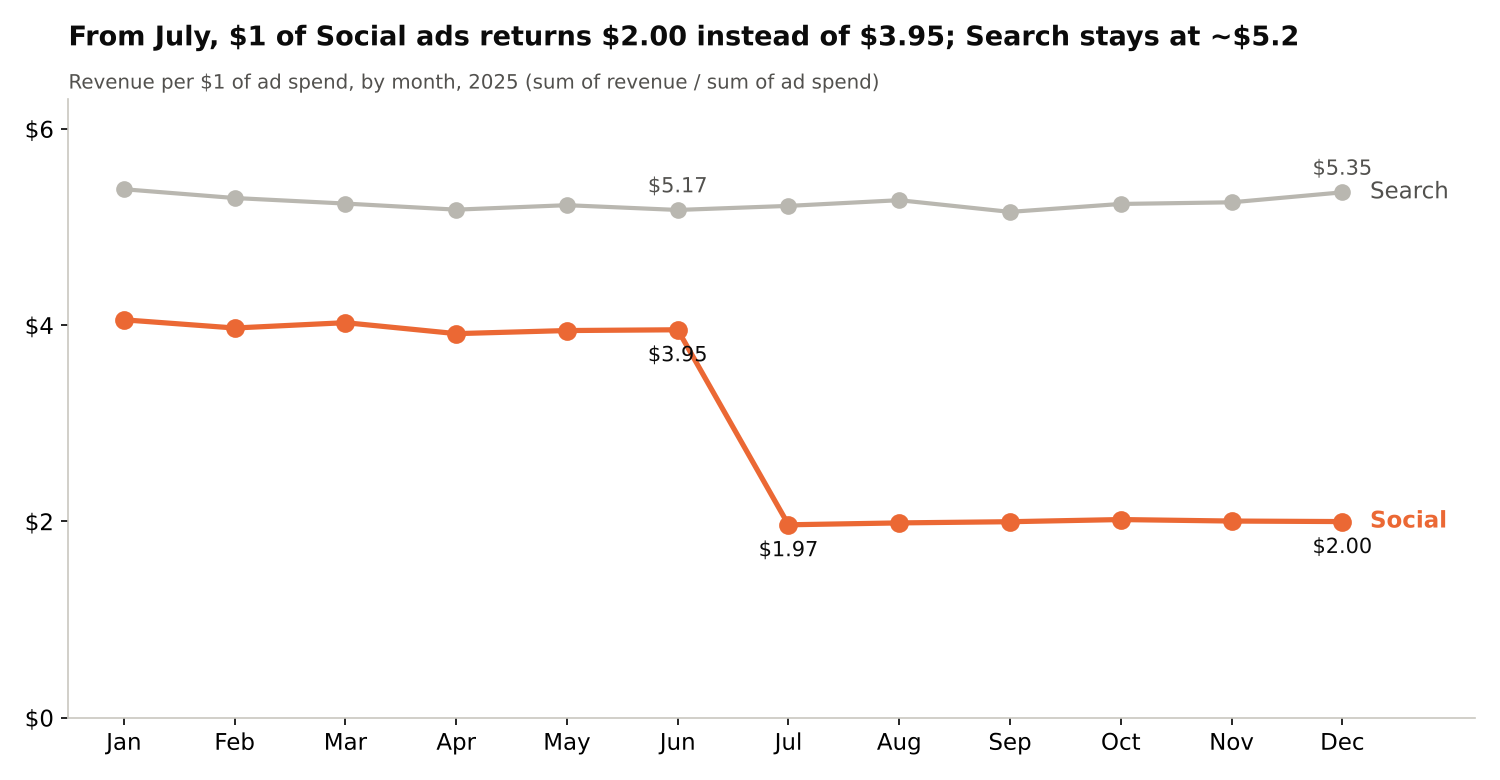 From July, $1 of Social ads returns $2.00 instead of $3.95; Search stays at ~$5.2
Revenue per $1 of ad spend, by month, 2025 (sum of revenue / sum of ad spend)
$6
$5.17
$5.35
Search
$4
$3.95
$2
Social
$1.97
$2.00
$0
Jan Feb Mar Apr May Jun Jul Aug Sep Oct Nov Dec